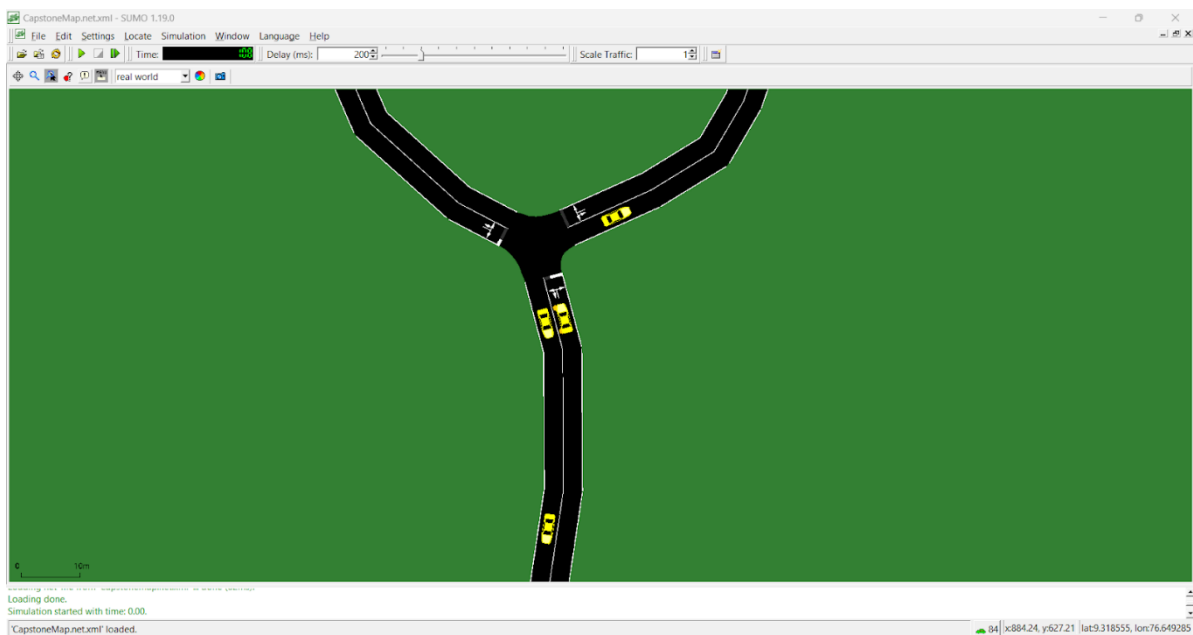 CapstoneMap.net.xml - SUMO 1.19.0
File Edit Settings Locate Simulation Window Language Help
Time: Delay (ms): 200 Scale Traffic: 1
real world
0 10m
Loading done.
Simulation started with time: 0.00.
'CapstoneMap.net.xml' loaded. 84 x:884.24, y:627.21 lat:9.318555, lon:76.649285